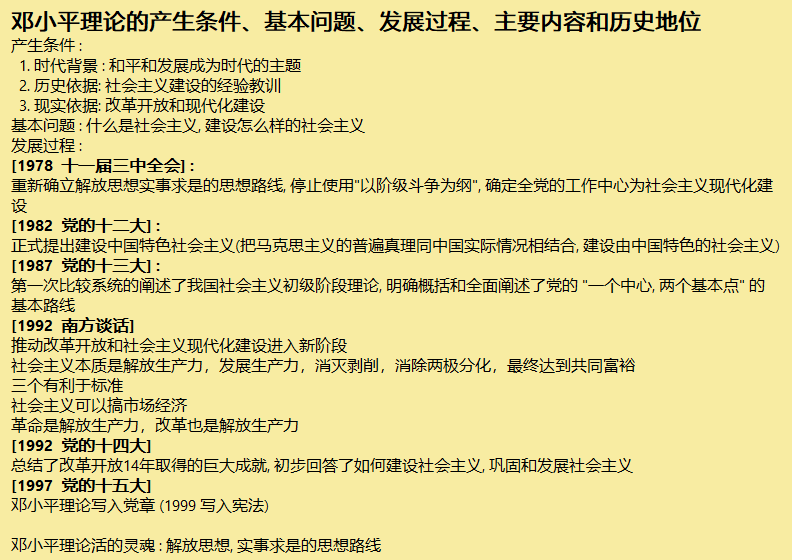 邓小平理论的产生条件、基本问题、发展过程、主要内容和历史地位
产生条件 :
1. 时代背景 : 和平和发展成为时代的主题
2. 历史依据: 社会主义建设的经验教训
3. 现实依据: 改革开放和现代化建设
基本问题 : 什么是社会主义, 建设怎么样的社会主义
发展过程 :
[1978 十一届三中全会] :
重新确立解放思想实事求是的思想路线, 停止使用"以阶级斗争为纲", 确定全党的工作中心为社会主义现代化建
设
[1982 党的十二大] :
正式提出建设中国特色社会主义(把马克思主义的普遍真理同中国实际情况相结合, 建设由中国特色的社会主义)
[1987 党的十三大] :
第一次比较系统的阐述了我国社会主义初级阶段理论, 明确概括和全面阐述了党的 "一个中心, 两个基本点" 的
基本路线
[1992 南方谈话]
推动改革开放和社会主义现代化建设进入新阶段
社会主义本质是解放生产力，发展生产力，消灭剥削，消除两极分化，最终达到共同富裕
三个有利于标准
社会主义可以搞市场经济
革命是解放生产力，改革也是解放生产力
[1992 党的十四大]
总结了改革开放14年取得的巨大成就, 初步回答了如何建设社会主义, 巩固和发展社会主义
[1997 党的十五大]
邓小平理论写入党章 (1999 写入宪法)
邓小平理论活的灵魂 : 解放思想, 实事求是的思想路线